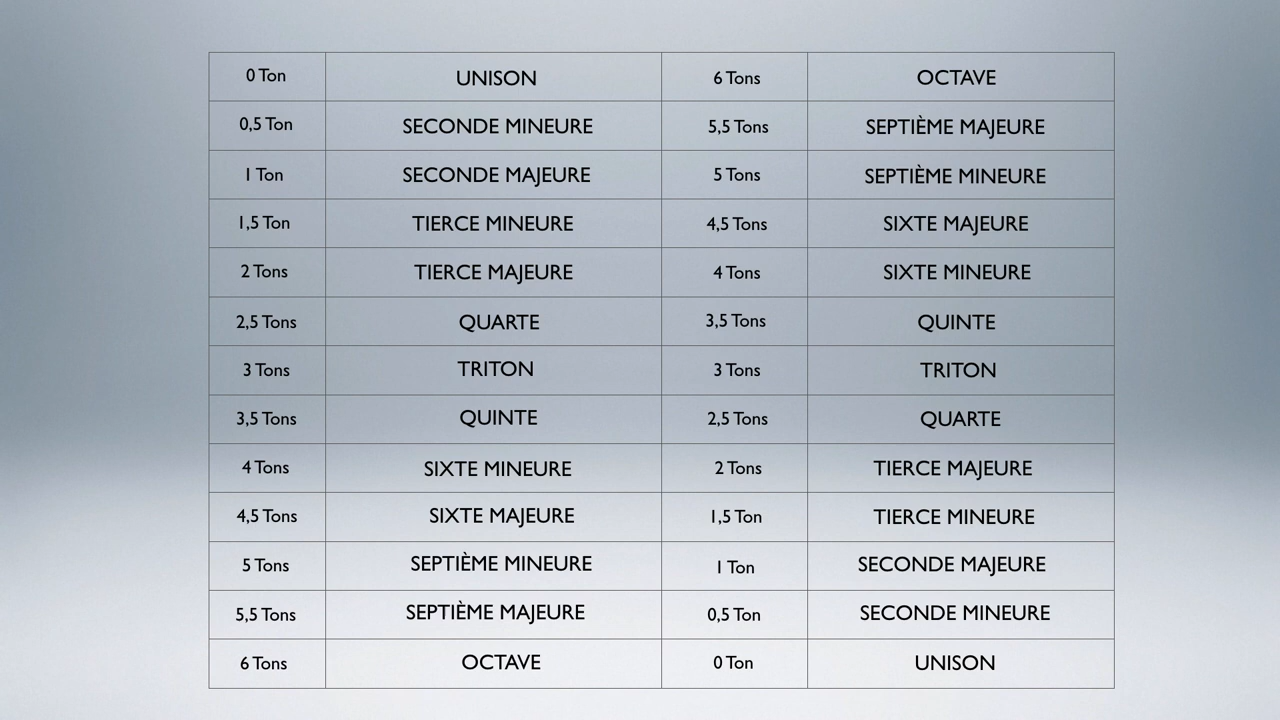 0 Ton UNISON 6 Tons OCTAVE
0,5 Ton SECONDE MINEURE 5,5 Tons SEPTIÈME MAJEURE
1 Ton SECONDE MAJEURE 5 Tons SEPTIÈME MINEURE
1,5 Ton TIERCE MINEURE 4,5 Tons SIXTE MAJEURE
2 Tons TIERCE MAJEURE 4 Tons SIXTE MINEURE
2,5 Tons QUARTE 3,5 Tons QUINTE
3 Tons TRITON 3 Tons TRITON
3,5 Tons QUINTE 2,5 Tons QUARTE
4 Tons SIXTE MINEURE 2 Tons TIERCE MAJEURE
4,5 Tons SIXTE MAJEURE 1,5 Ton TIERCE MINEURE
5 Tons SEPTIÈME MINEURE 1 Ton SECONDE MAJEURE
5,5 Tons SEPTIÈME MAJEURE 0,5 Ton SECONDE MINEURE
6 Tons OCTAVE 0 Ton UNISON